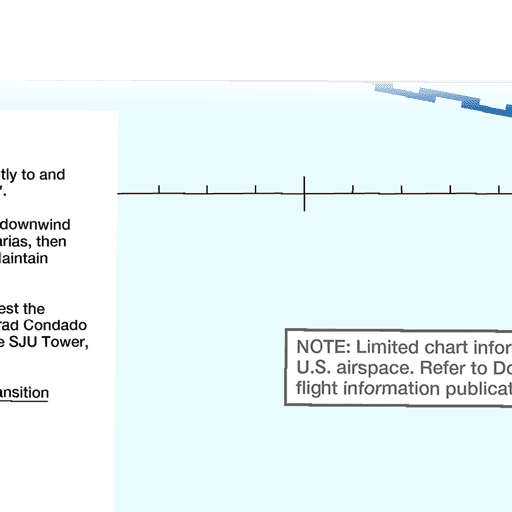 tly to and
".
downwind
arias, then
aintain
est the
rad Condado
e SJU Tower,
ansition
NOTE: Limited chart infor
U.S. airspace. Refer to Do
flight information publicat